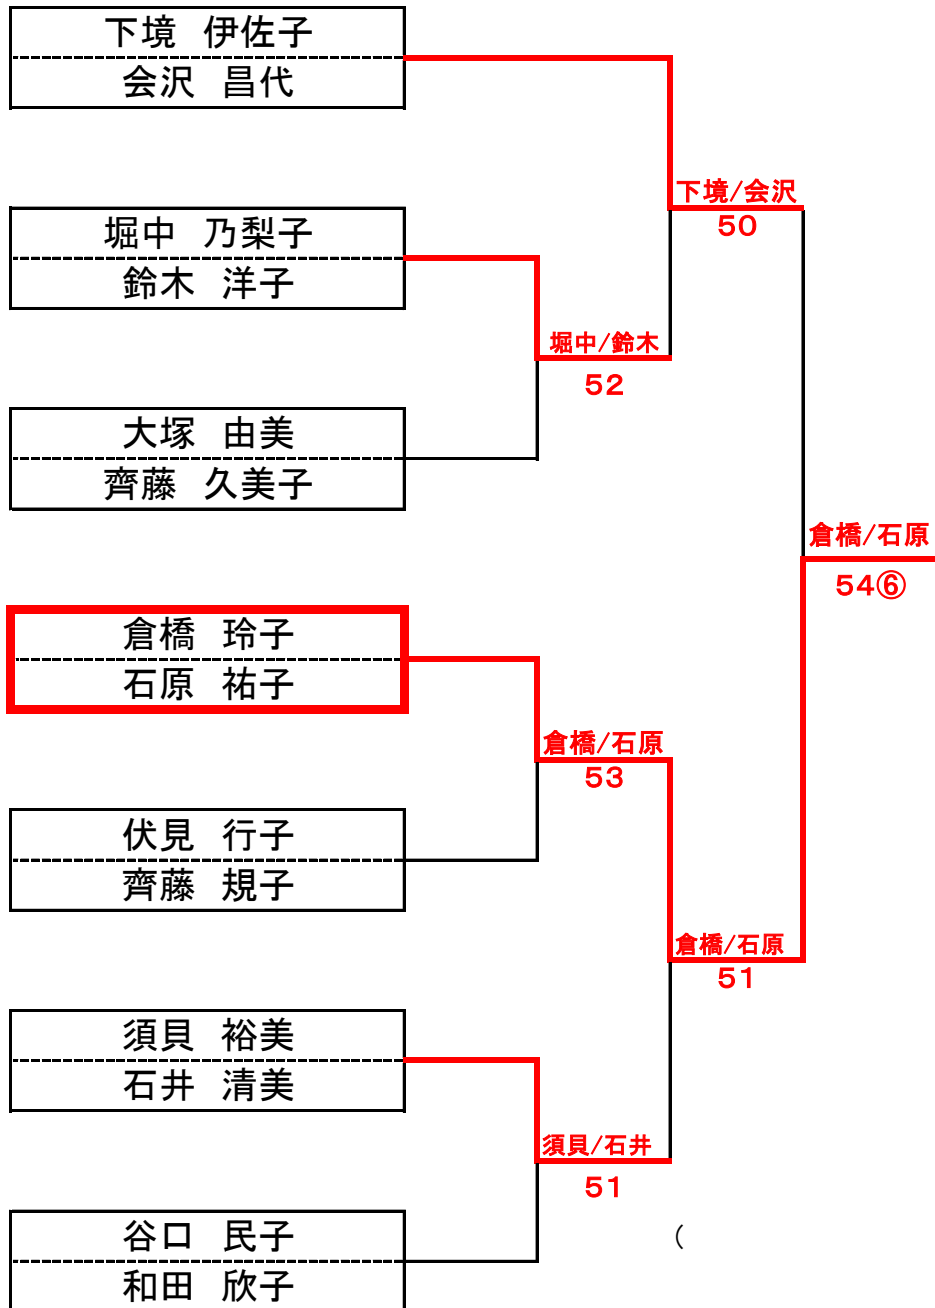 下境 伊佐子
会沢 昌代
下境/会沢
50
堀中 乃梨子
鈴木 洋子
堀中/鈴木
52
大塚 由美
齊藤 久美子
倉橋/石原
54⑥
倉橋 玲子
石原 祐子
倉橋/石原
53
伏見 行子
齊藤 規子
倉橋/石原
51
須貝 裕美
石井 清美
須貝/石井
51
谷口 民子
(
和田 欣子